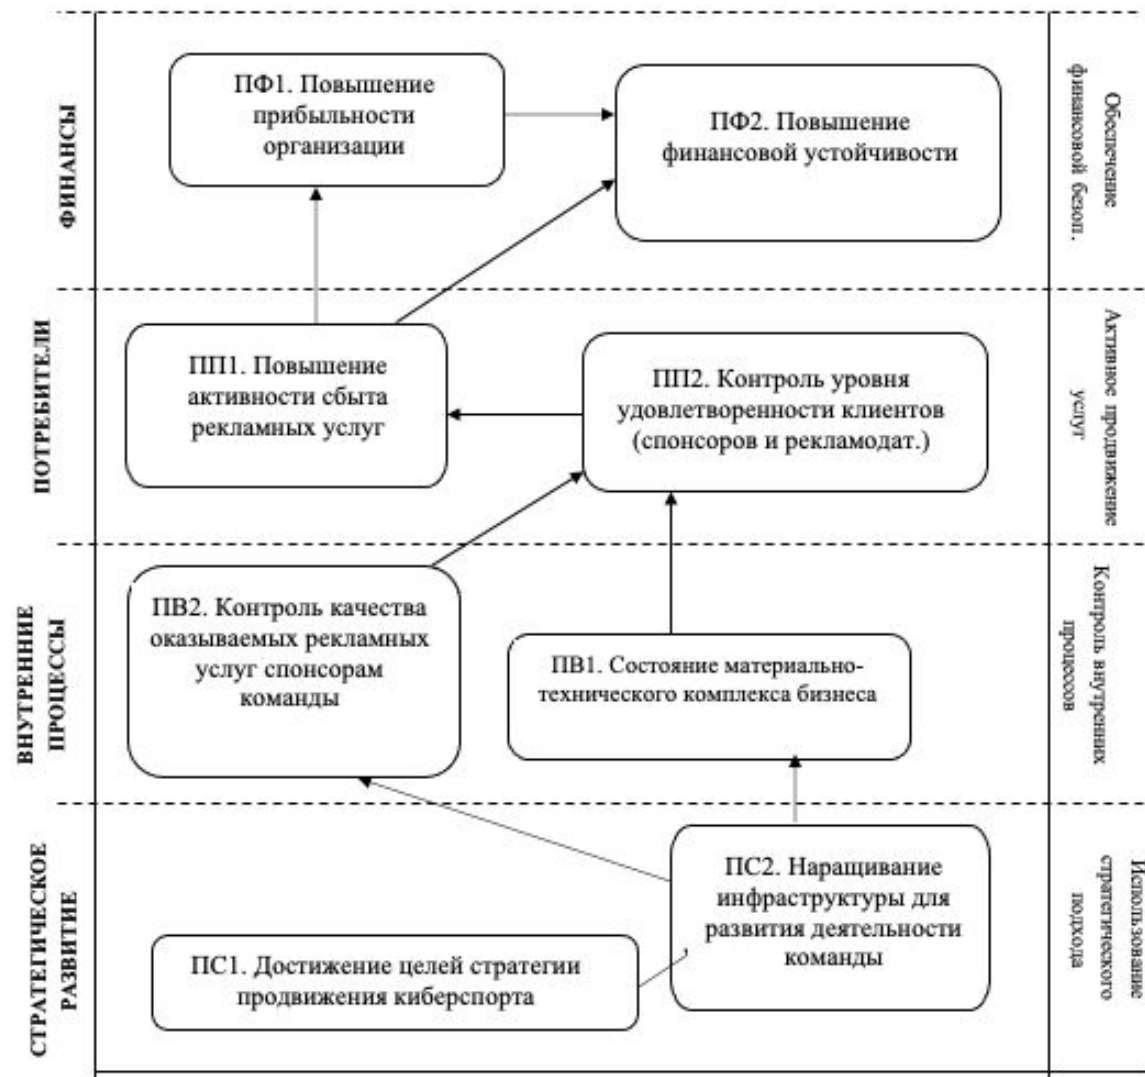 ФИНАНСЫ
ПФ1. Повышение
прибыльности
организации
ПФ2. Повышение
финансовой устойчивости
Обеспечение
финансовой безоп.
ПОТРЕБИТЕЛИ
ПП1. Повышение
активности сбыта
рекламных услуг
ПП2. Контроль уровня
удовлетворенности клиентов
(спонсоров и рекламодат.)
Активное продвижение
услуг
ВНУТРЕННИЕ
ПРОЦЕССЫ
ПВ2. Контроль качества
оказываемых рекламных
услуг спонсорам
команды
ПВ1. Состояние материально-
технического комплекса бизнеса
Контроль внутренних
процессов
СТРАТЕГИЧЕСКОЕ
РАЗВИТИЕ
ПС1. Достижение целей стратегии
продвижения киберспорта
ПС2. Наращивание
инфраструктуры для
развития деятельности
команды
Использование
стратегического
подхода